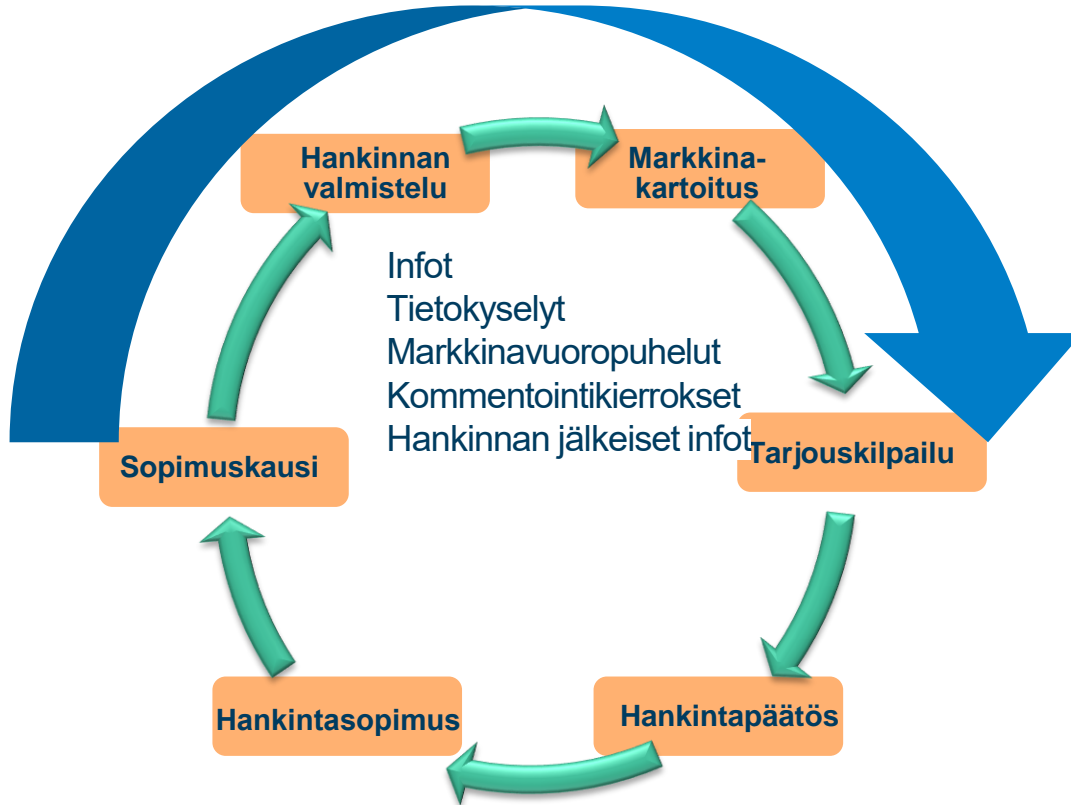 Hankinnan
valmistelu
Markkina-
kartoitus
Infot
Tietokyselyt
Markkinavuoropuhelut
Kommentointikierrokset
Hankinnan jälkeiset infot
Tarjouskilpailu
Sopimuskausi
Hankintasopimus
Hankintapäätös